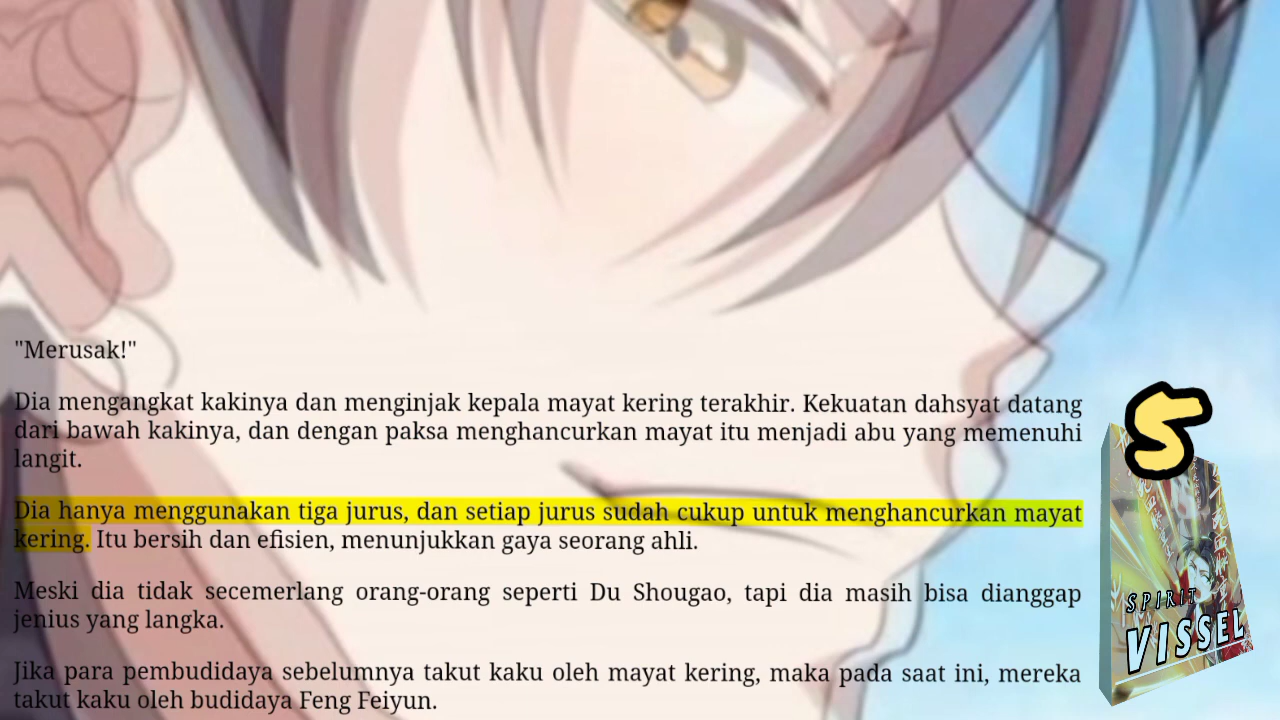 "Merusak!"
Dia mengangkat kakinya dan menginjak kepala mayat kering terakhir. Kekuatan dahsyat datang
dari bawah kakinya, dan dengan paksa menghancurkan mayat itu menjadi abu yang memenuhi
langit.
Dia hanya menggunakan tiga jurus, dan setiap jurus sudah cukup untuk menghancurkan mayat
kering. Itu bersih dan efisien, menunjukkan gaya seorang ahli.
Meski dia tidak secemerlang orang-orang seperti Du Shougao, tapi dia masih bisa dianggap
jenius yang langka.
Jika para pembudidaya sebelumnya takut kaku oleh mayat kering, maka pada saat ini, mereka
takut kaku oleh budidaya Feng Feiyun.
5
SPIRIT
VISSEL